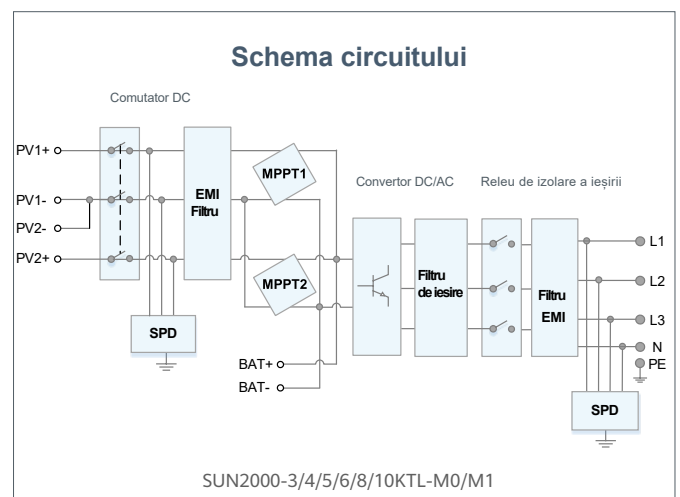 Schema circuitului
Comutator DC
PV1+
PV1-
PV2-
PV2+
EMI
Filtru
MPPT1
MPPT2
SPD
BAT+
BAT-
Convertor DC/AC
Filtru
de iesire
Releu de izolare a ieșirii
Filtru
EMI
L1
L2
L3
N
PE
SPD
SUN2000-3/4/5/6/8/10KTL-M0/M1